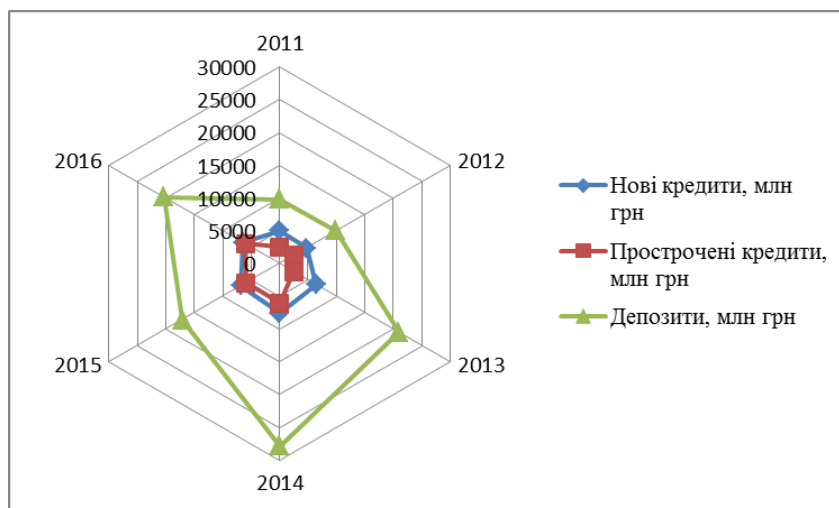 2011
30000
25000
20000
15000
10000
5000
0
2016
2012
2015
2013
2014
Нові кредити, млн
грн
Прострочені кредити,
млн грн
Депозити, млн грн